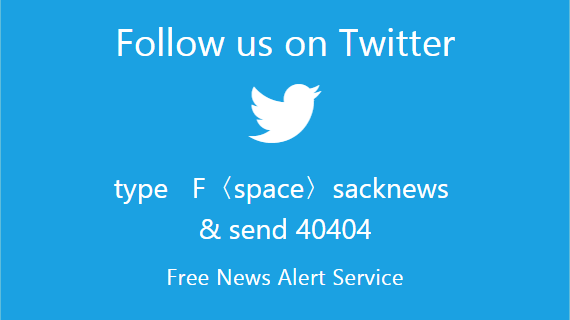 Follow us on Twitter
type F〈space〉sacknews
& send 40404
Free News Alert Service